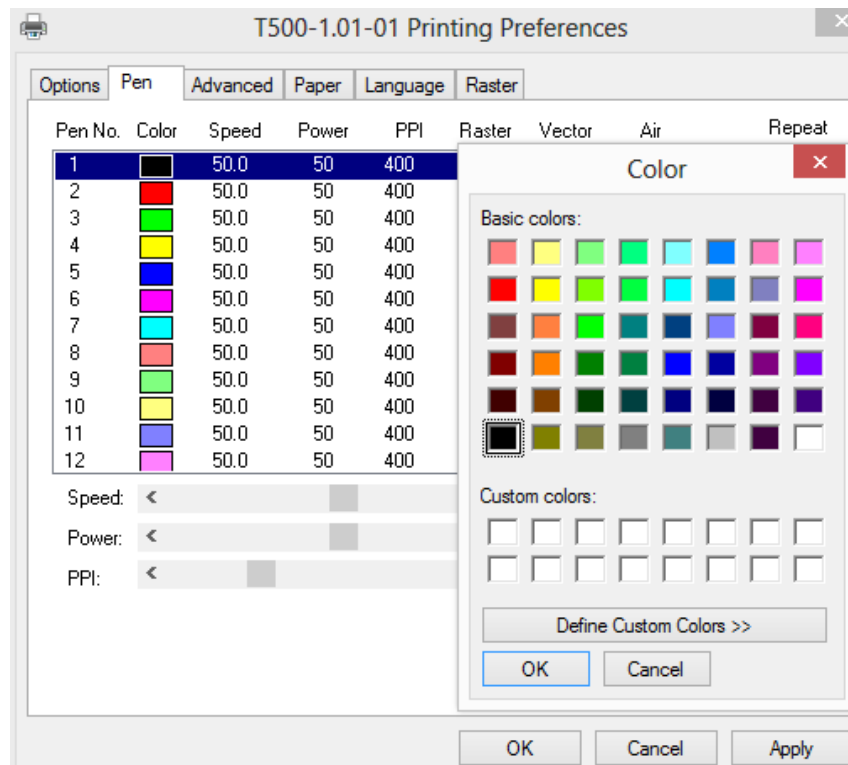 T500-1.01-01 Printing Preferences
Options Pen Advanced Paper Language Raster
Pen No. Color Speed Power PPI Raster Vector Air Repeat
1 50.0 50 400
2 50.0 50 400
3 50.0 50 400
4 50.0 50 400
5 50.0 50 400
6 50.0 50 400
7 50.0 50 400
8 50.0 50 400
9 50.0 50 400
10 50.0 50 400
11 50.0 50 400
12 50.0 50 400
Speed:
Power:
PPI:
Color
Basic colors:
Custom colors:
Define Custom Colors >>
OK Cancel
OK Cancel Apply